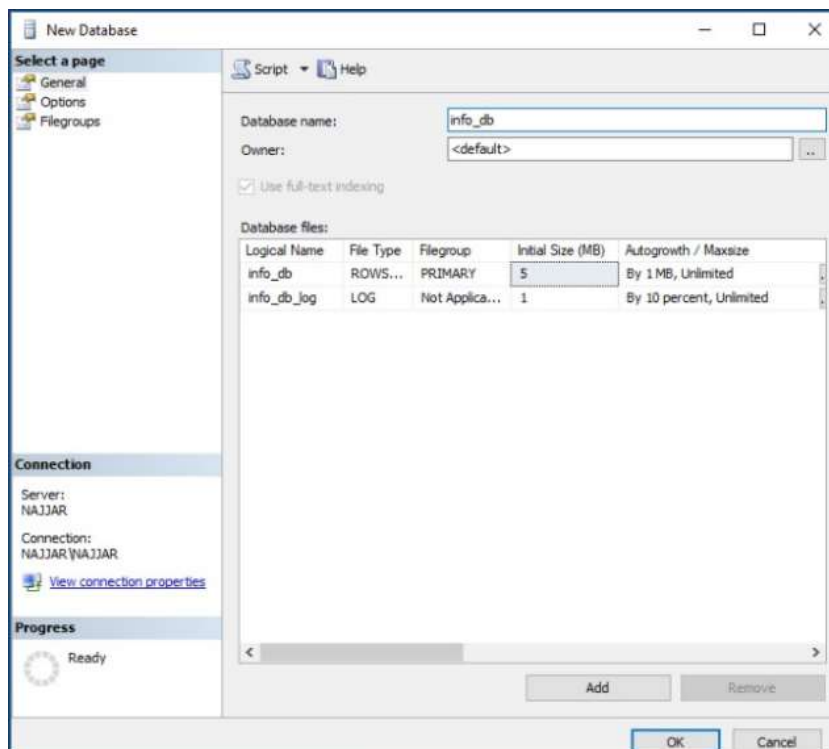 New Database
Select a page
General
Options
Filegroups
Script Help
Database name: info_db
Owner: <default> ..
Use full-text indexing
Database files:
Logical Name File Type Filegroup Initial Size (MB) Autogrowth / Maxsize
info_db ROWS... PRIMARY 5 By 1 MB, Unlimited
info_db_log LOG Not Applica... 1 By 10 percent, Unlimited
Connection
Server:
NAJJAR
Connection:
NAJJAR\NAJJAR
View connection properties
Progress
Ready
Add Remove
OK Cancel